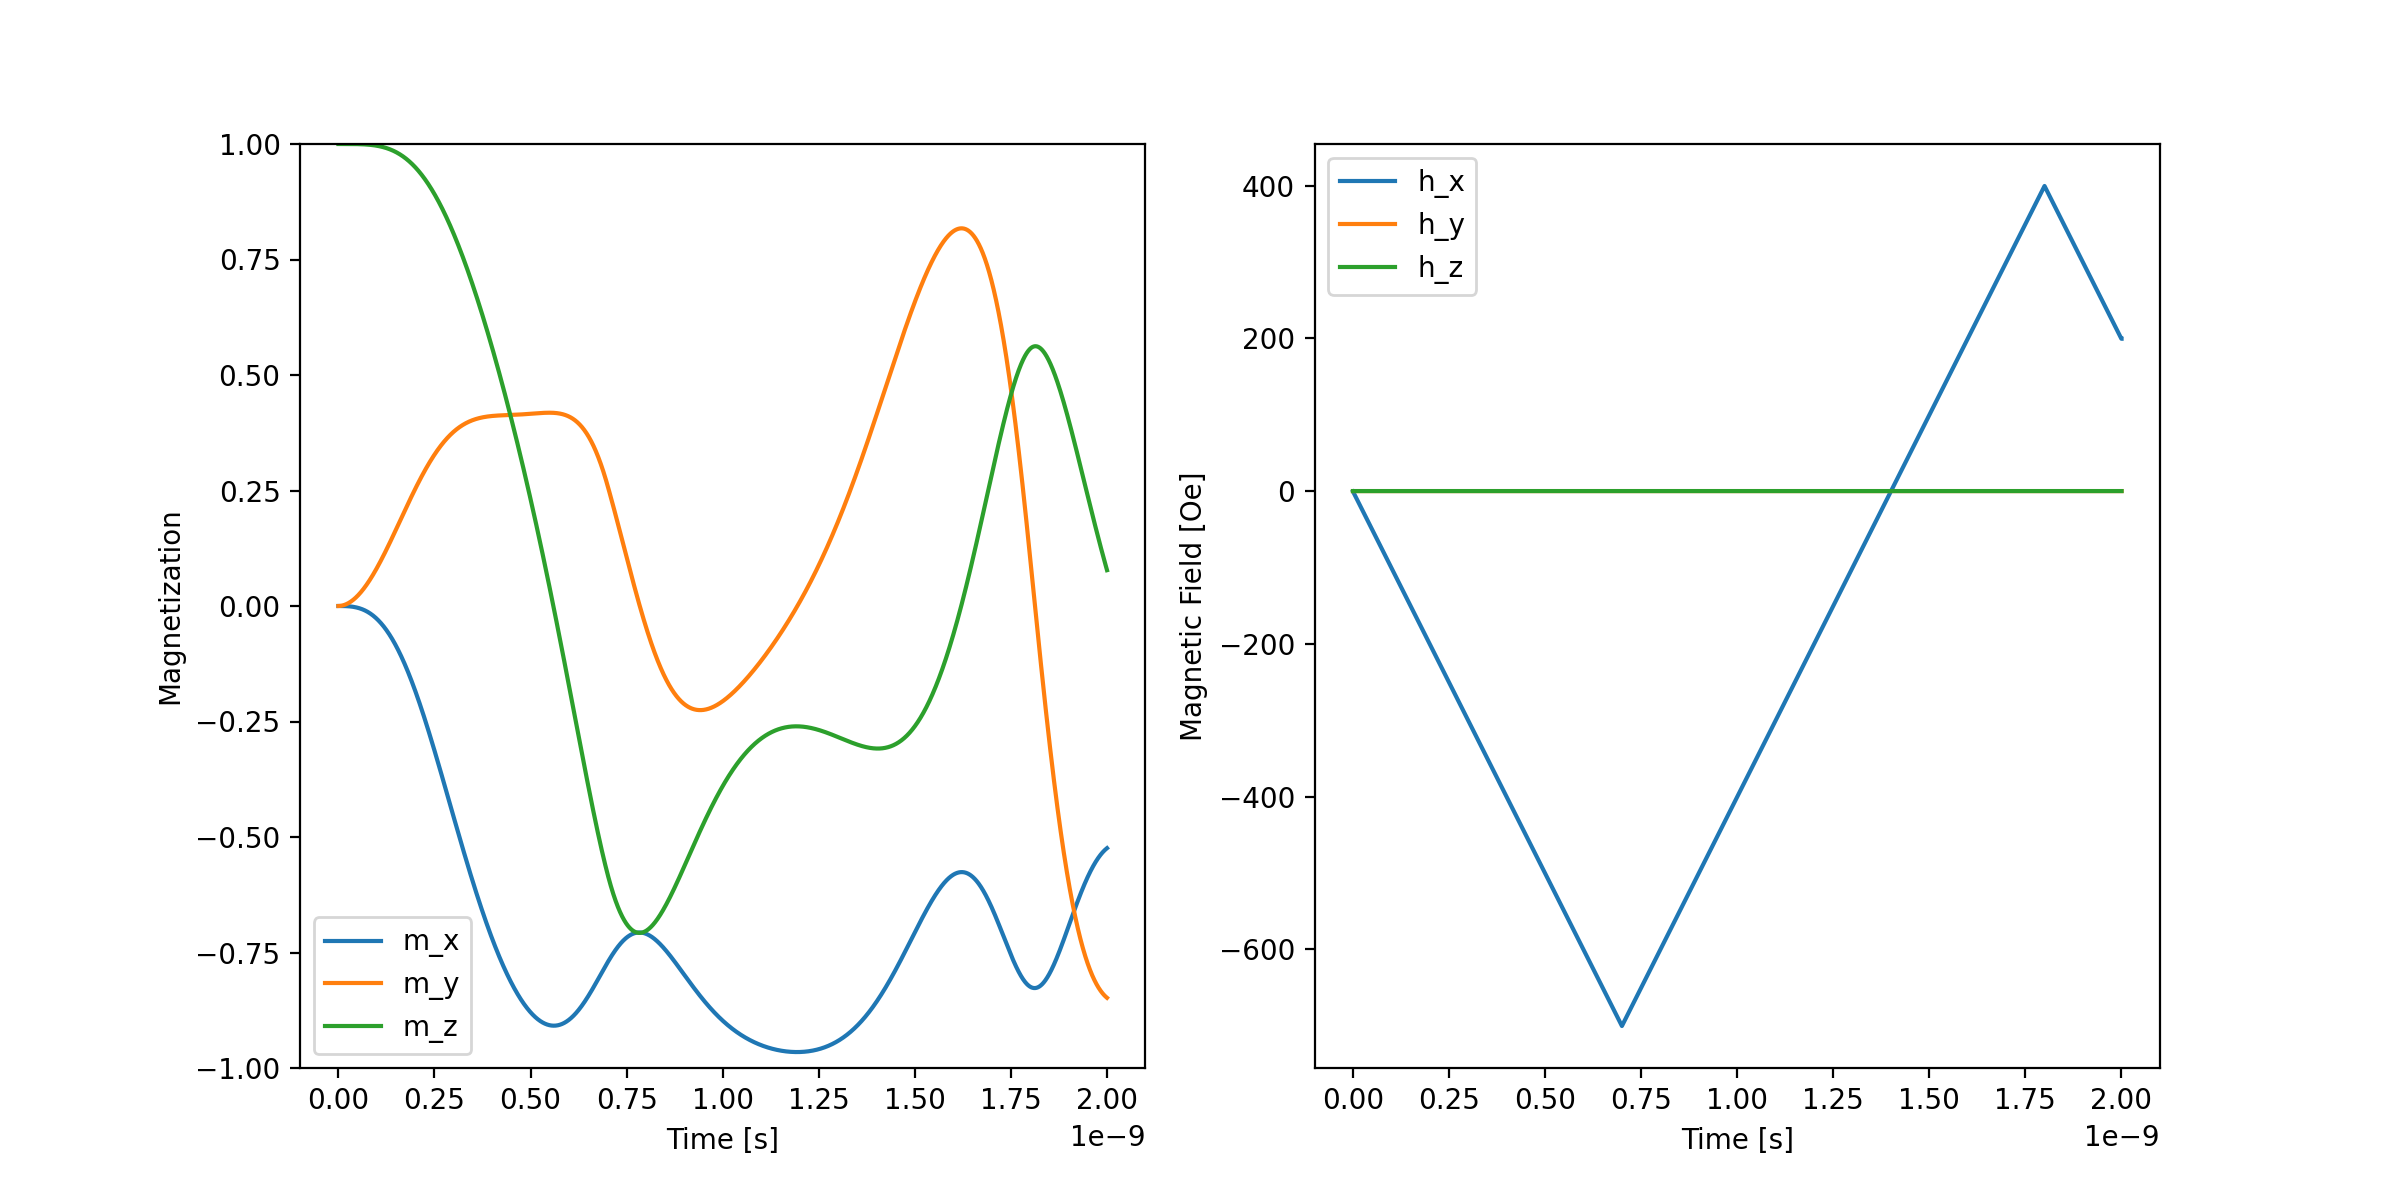 1.00
0.75
0.50
0.25
0.00
−0.25
−0.50
−0.75
−1.00
Magnetization
m_x
m_y
m_z
0.00 0.25 0.50 0.75 1.00 1.25 1.50 1.75 2.00
Time [s]
1e−9
400
200
0
−200
−400
−600
Magnetic Field [Oe]
h_x
h_y
h_z
0.00 0.25 0.50 0.75 1.00 1.25 1.50 1.75 2.00
Time [s]
1e−9